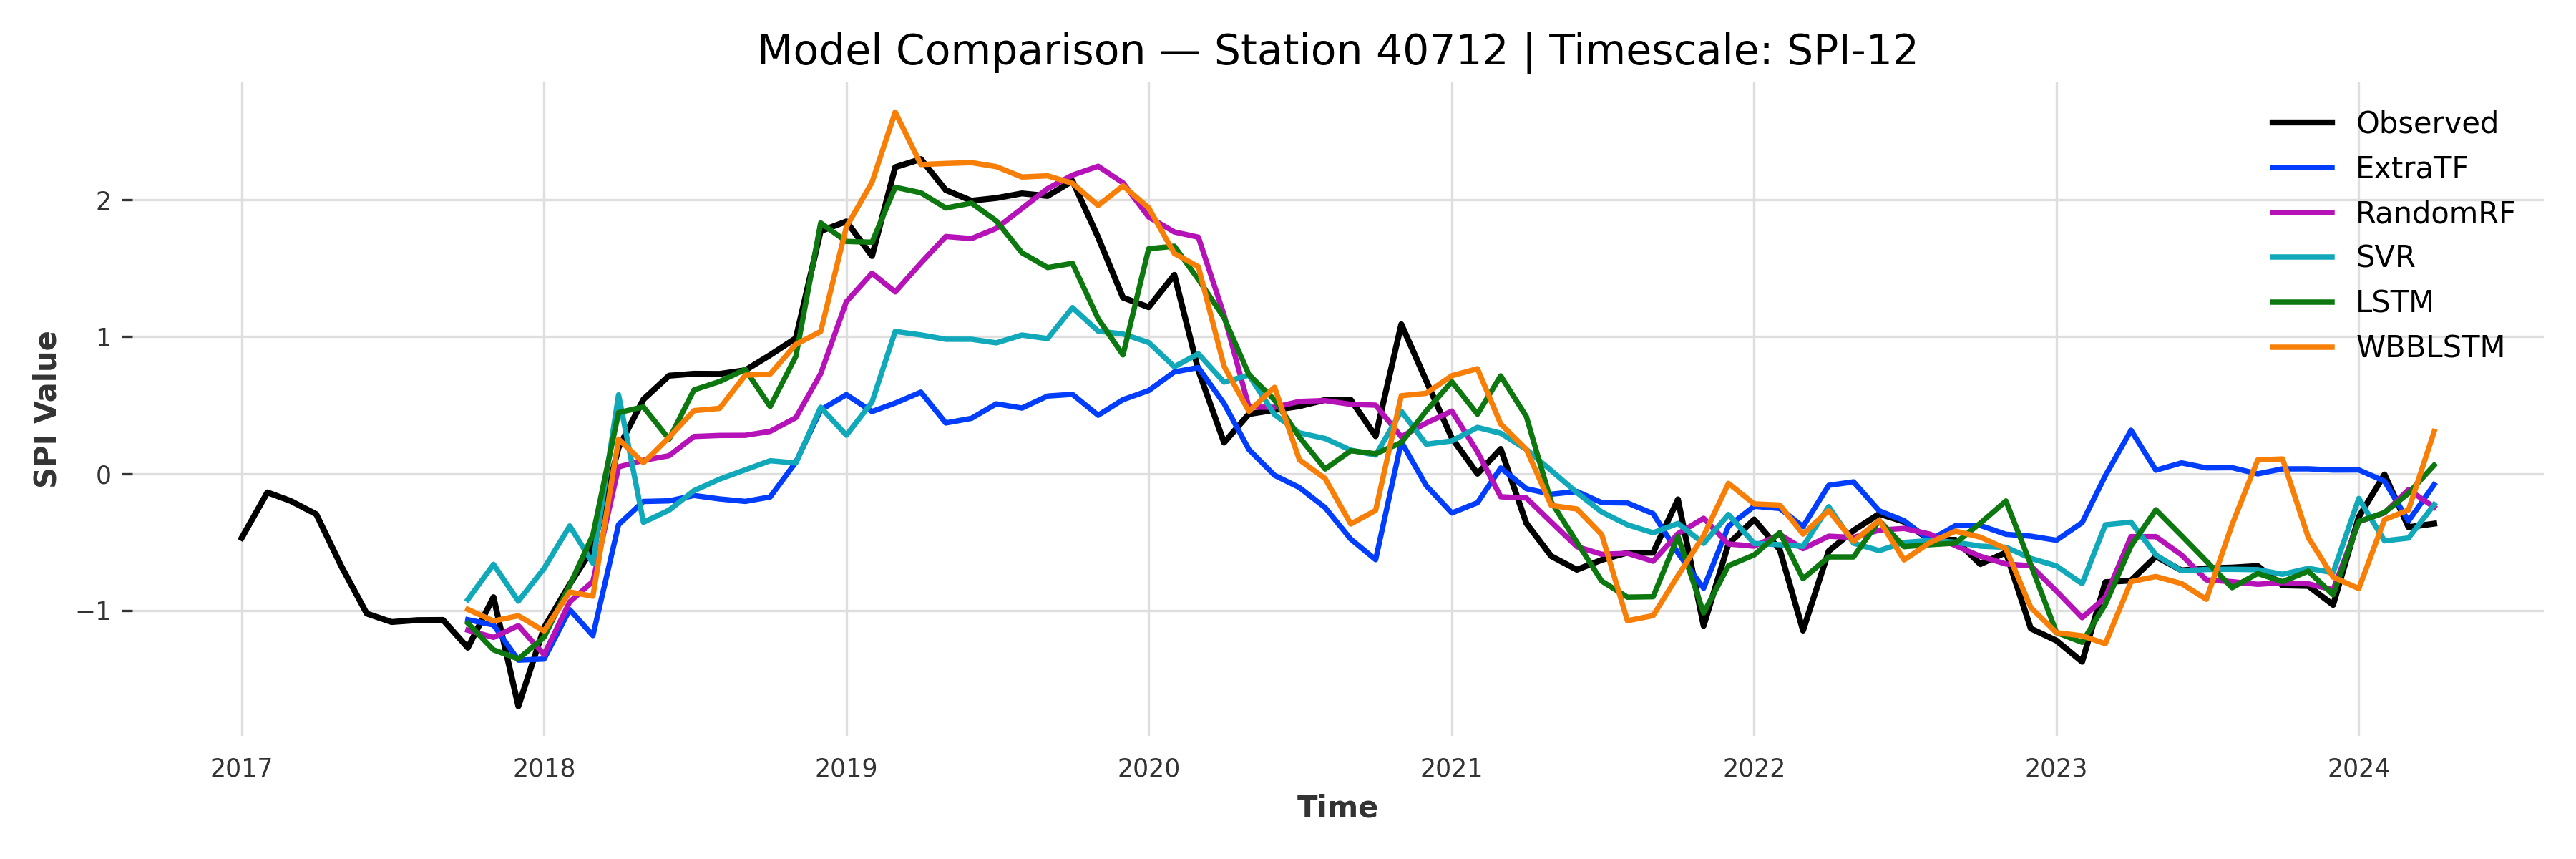 Model Comparison — Station 40712 | Timescale: SPI-12
Observed
ExtraTF
RandomRF
SVR
LSTM
WBBLSTM
SPI Value
2
1
0
−1
2017 2018 2019 2020 2021 2022 2023 2024
Time